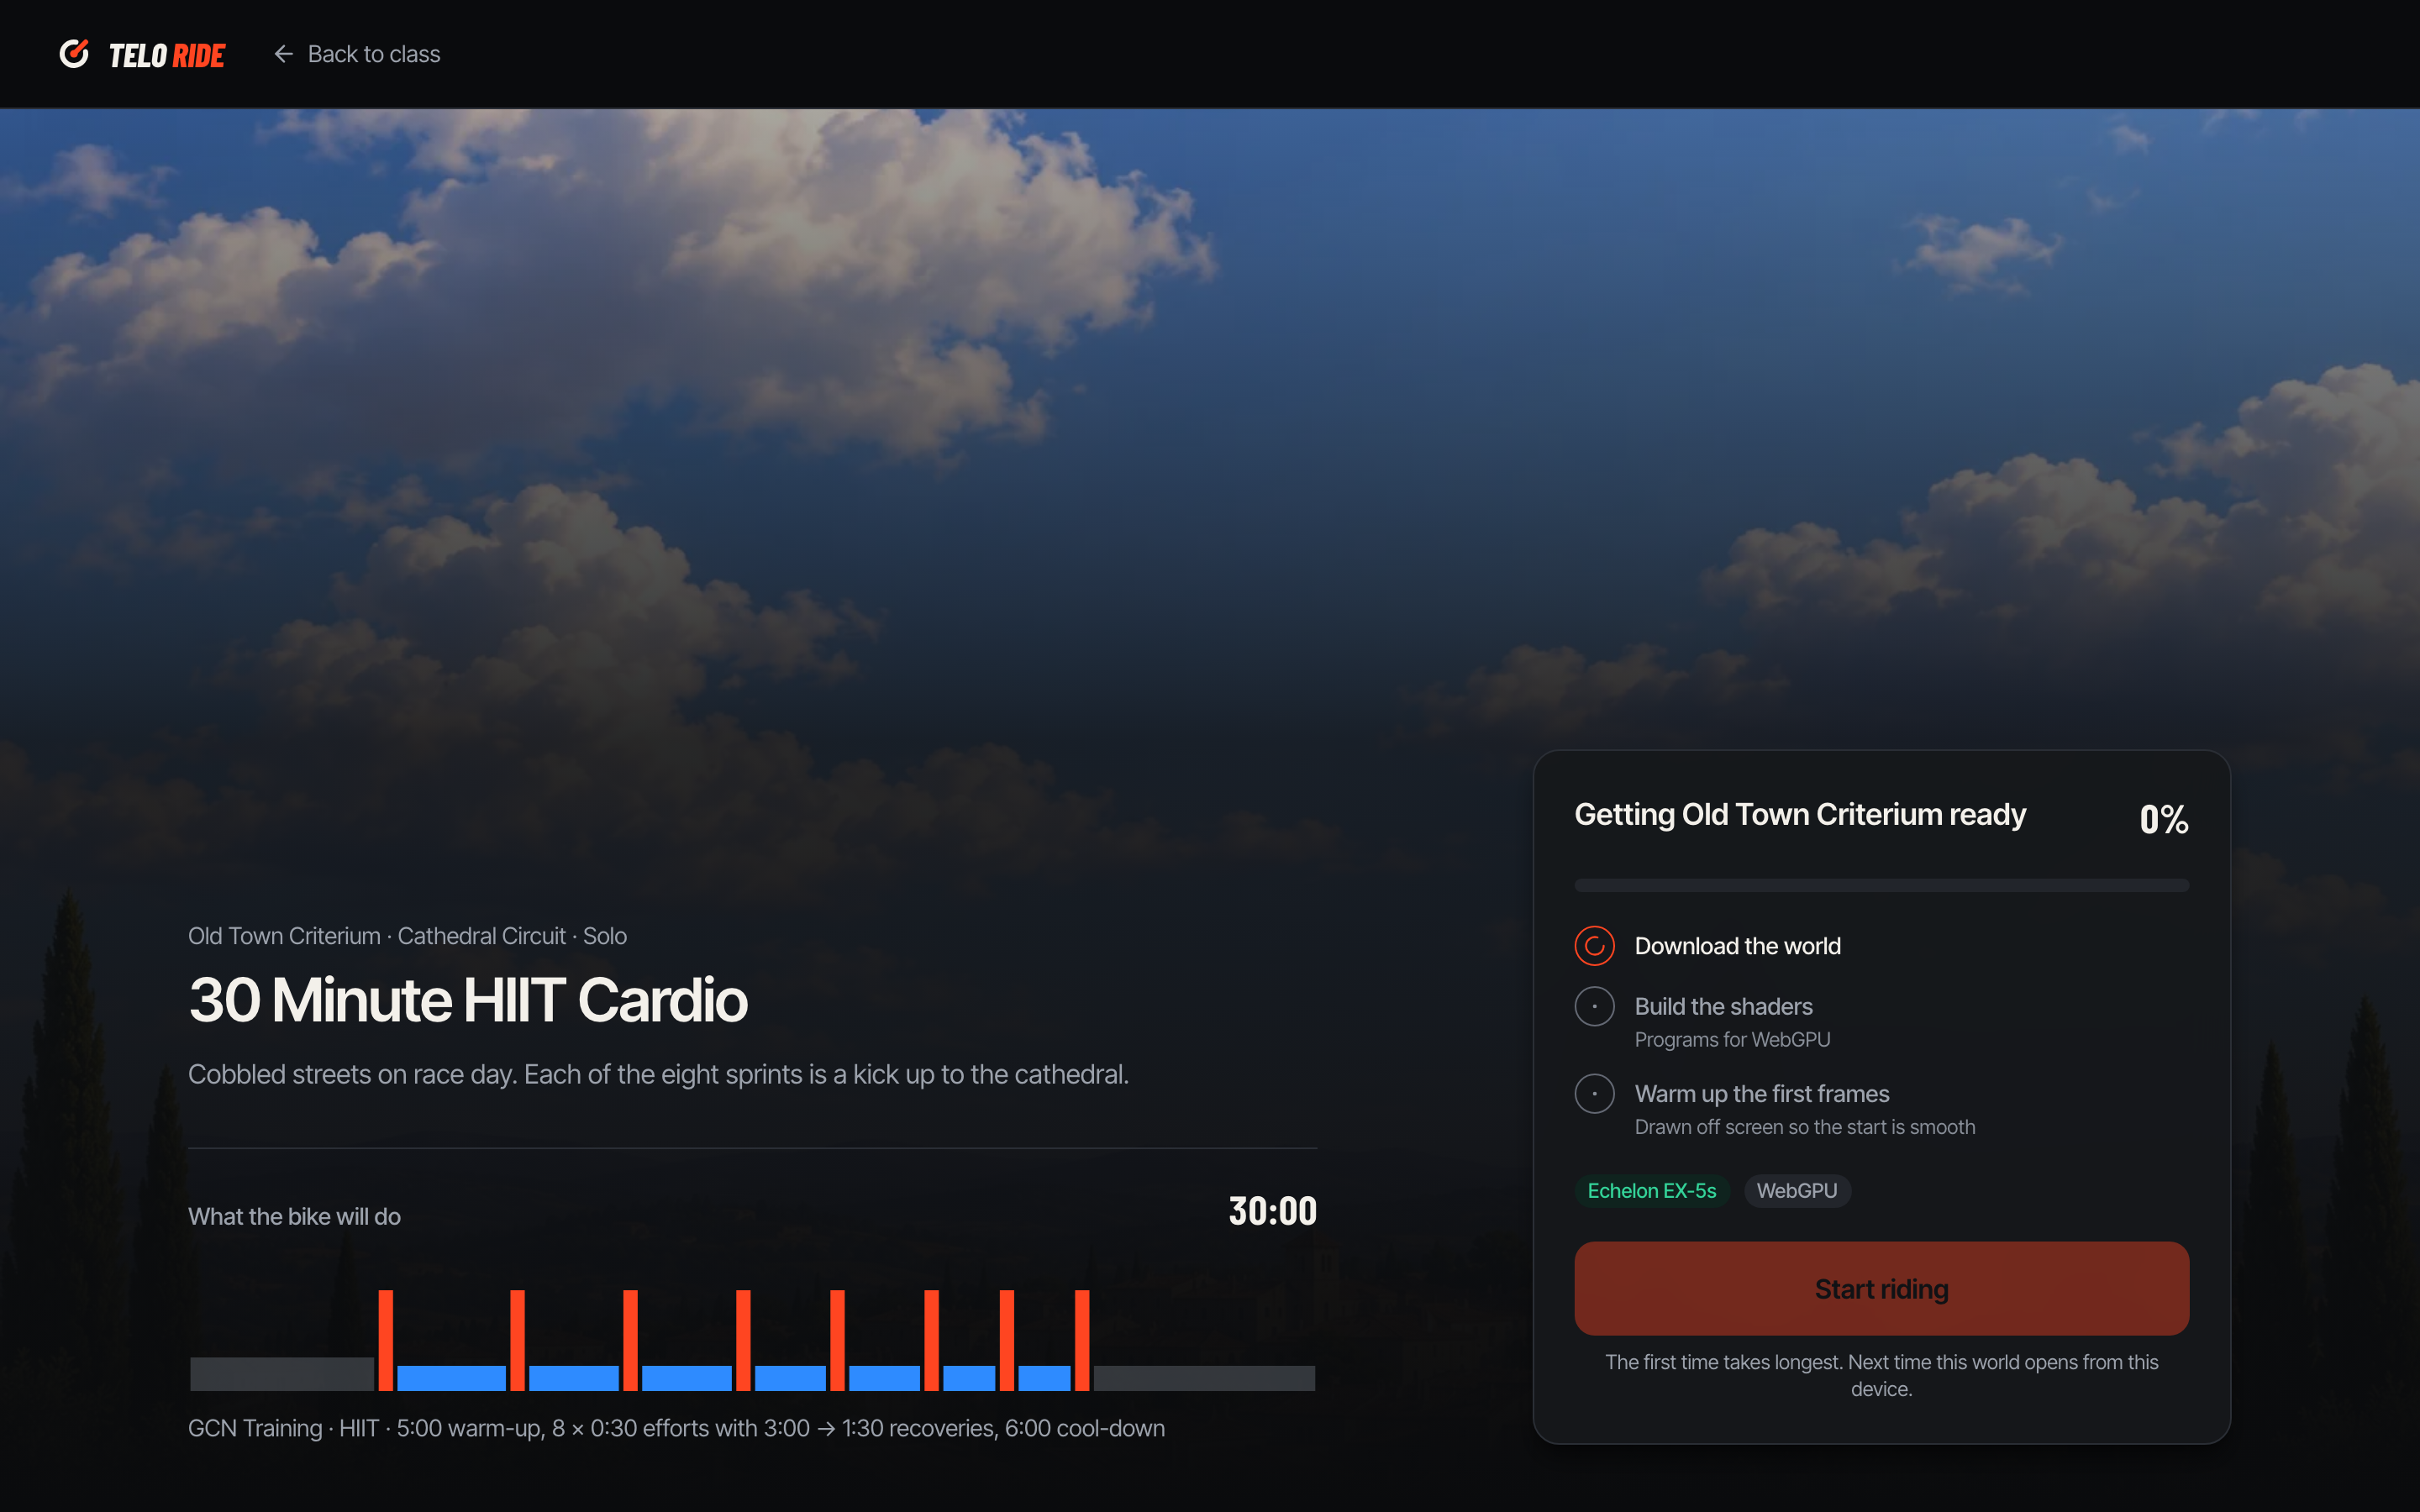 TELO RIDE
Back to class
Old Town Criterium · Cathedral Circuit · Solo
30 Minute HIIT Cardio
Cobbled streets on race day. Each of the eight sprints is a kick up to the cathedral.
What the bike will do
30:00
GCN Training · HIIT · 5:00 warm-up, 8 × 0:30 efforts with 3:00 → 1:30 recoveries, 6:00 cool-down
Getting Old Town Criterium ready
0%
Download the world
Build the shaders
Programs for WebGPU
Warm up the first frames
Drawn off screen so the start is smooth
Echelon EX-5s
WebGPU
Start riding
The first time takes longest. Next time this world opens from this
device.